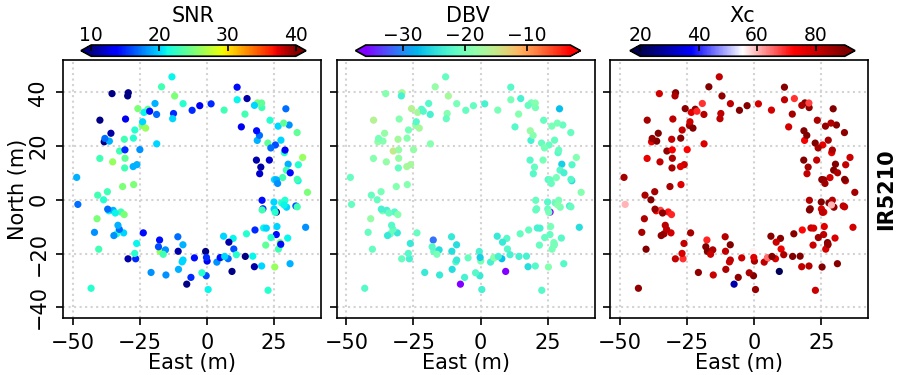 SNR DBV Xc
10 20 30 40 −30 −20 −10 20 40 60 80
40
20
0
−20
−40
North (m)
IR5210
−50 −25 0 25 −50 −25 0 25 −50 −25 0 25
East (m) East (m) East (m)